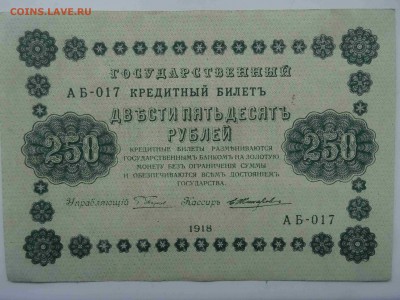 COINS.LAVE.RU
ГОСУДАРСТВЕННЫЙ
АБ-017 КРЕДИТНЫЙ БИЛЕТЪ
ДВѢСТИ ПЯТЬДЕСЯТЪ
РУБЛЕЙ
250 250
КРЕДИТНЫЕ БИЛЕТЫ РАЗМѢНИВАЮТСЯ
ГОСУДАРСТВЕННЫМЪ БАНКОМЪ НА ЗОЛОТУЮ
МОНЕТУ БЕЗЪ ОГРАНИЧЕНІЯ СУММЫ
И ОБЕЗПЕЧИВАЮТСЯ ВСѢМЪ ДОСТОЯНІЕМЪ
ГОСУДАРСТВА.
Управляющій Кассиръ
АБ-017
1918